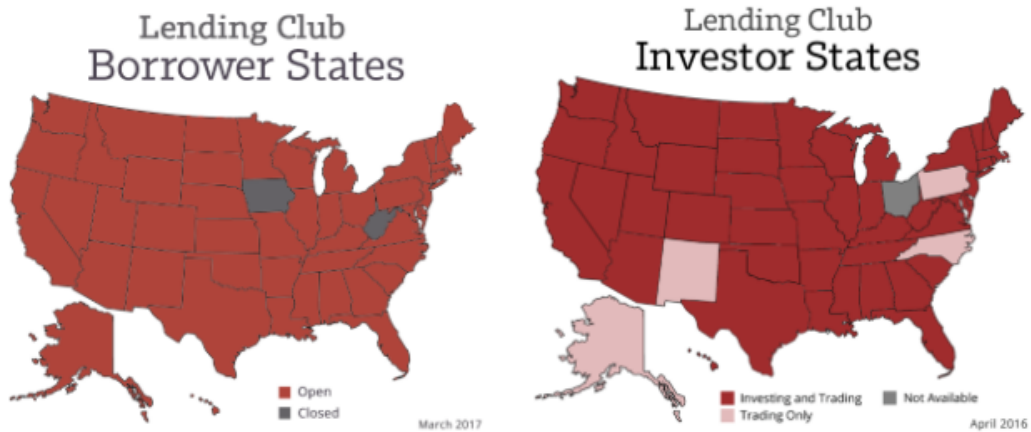 Lending Club
Borrower States
Open
Closed
March 2017
Lending Club
Investor States
Investing and Trading
Not Available
Trading Only
April 2016